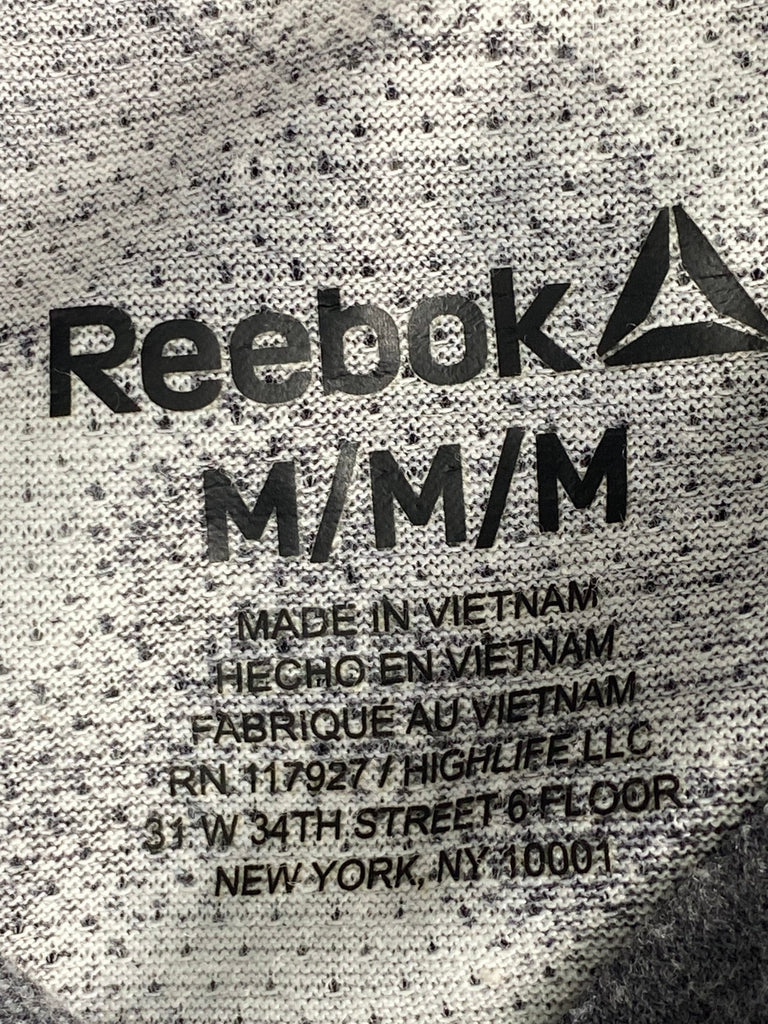 Reebok
M/M/M
MADE IN VIETNAM
HECHO EN VIETNAM
FABRIQUÉ AU VIETNAM
RN 117927 / HIGHLIFE LLC
31 W 34TH STREET 6 FLOOR
NEW YORK, NY 10001